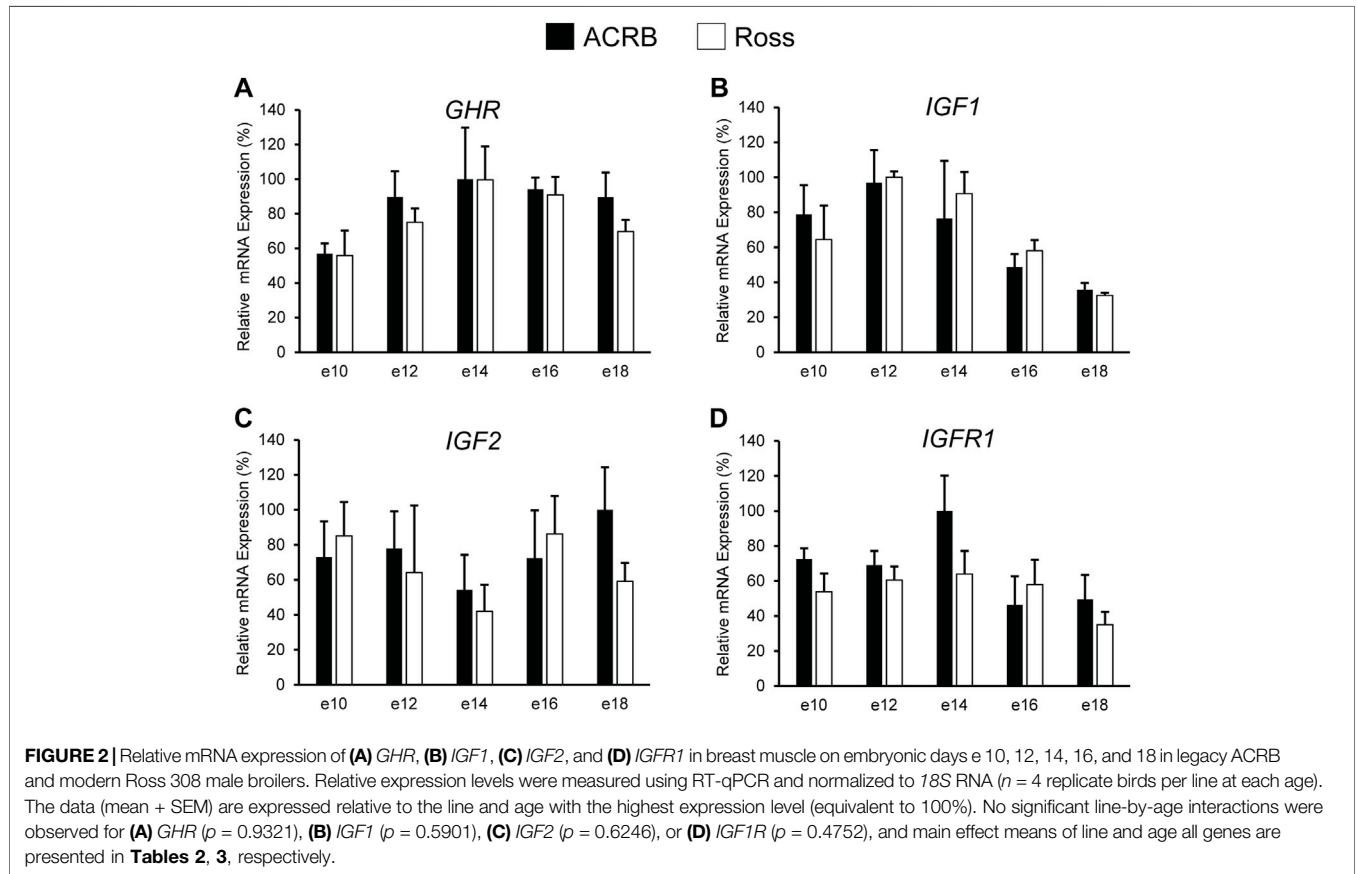 ACRB Ross
A
GHR
Relative mRNA Expression (%)
140
120
100
80
60
40
20
0
e10 e12 e14 e16 e18
B
IGF1
Relative mRNA Expression (%)
140
120
100
80
60
40
20
0
e10 e12 e14 e16 e18
C
IGF2
Relative mRNA Expression (%)
140
120
100
80
60
40
20
0
e10 e12 e14 e16 e18
D
IGFR1
Relative mRNA Expression (%)
140
120
100
80
60
40
20
0
e10 e12 e14 e16 e18
FIGURE 2 | Relative mRNA expression of (A) GHR, (B) IGF1, (C) IGF2, and (D) IGFR1 in breast muscle on embryonic days e 10, 12, 14, 16, and 18 in legacy ACRB
and modern Ross 308 male broilers. Relative expression levels were measured using RT-qPCR and normalized to 18S RNA (n = 4 replicate birds per line at each age).
The data (mean + SEM) are expressed relative to the line and age with the highest expression level (equivalent to 100%). No significant line-by-age interactions were
observed for (A) GHR (p = 0.9321), (B) IGF1 (p = 0.5901), (C) IGF2 (p = 0.6246), or (D) IGF1R (p = 0.4752), and main effect means of line and age all genes are
presented in Tables 2, 3, respectively.